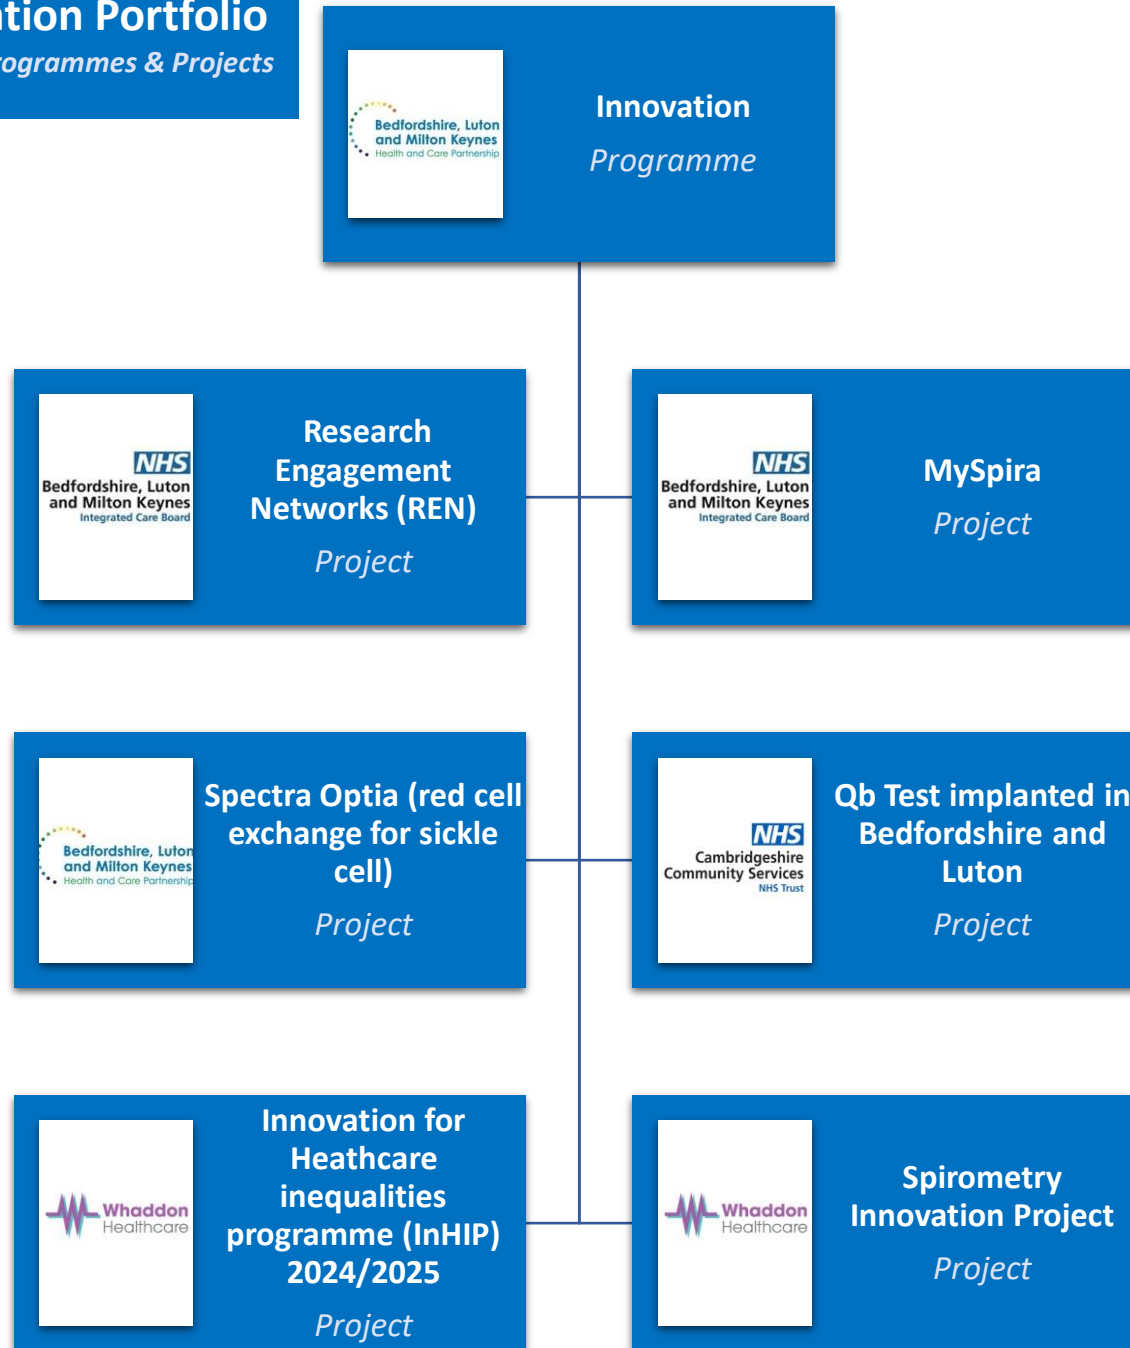 ation Portfolio
rogrammes & Projects
Bedfordshire, Luton
and Milton Keynes
Health and Care Partnership
Innovation
Programme
NHS
Bedfordshire, Luton
and Milton Keynes
Integrated Care Board
Research
Engagement
Networks (REN)
Project
NHS
Bedfordshire, Luton
and Milton Keynes
Integrated Care Board
MySpira
Project
Bedfordshire, Luton
and Milton Keynes
Health and Care Partnership
Spectra Optia (red cell
exchange for sickle
cell)
Project
NHS
Cambridgeshire
Community Services
NHS Trust
Qb Test implanted in
Bedfordshire and
Luton
Project
Whaddon
Healthcare
Innovation for
Heathcare
inequalities
programme (InHIP)
2024/2025
Project
Whaddon
Healthcare
Spirometry
Innovation Project
Project